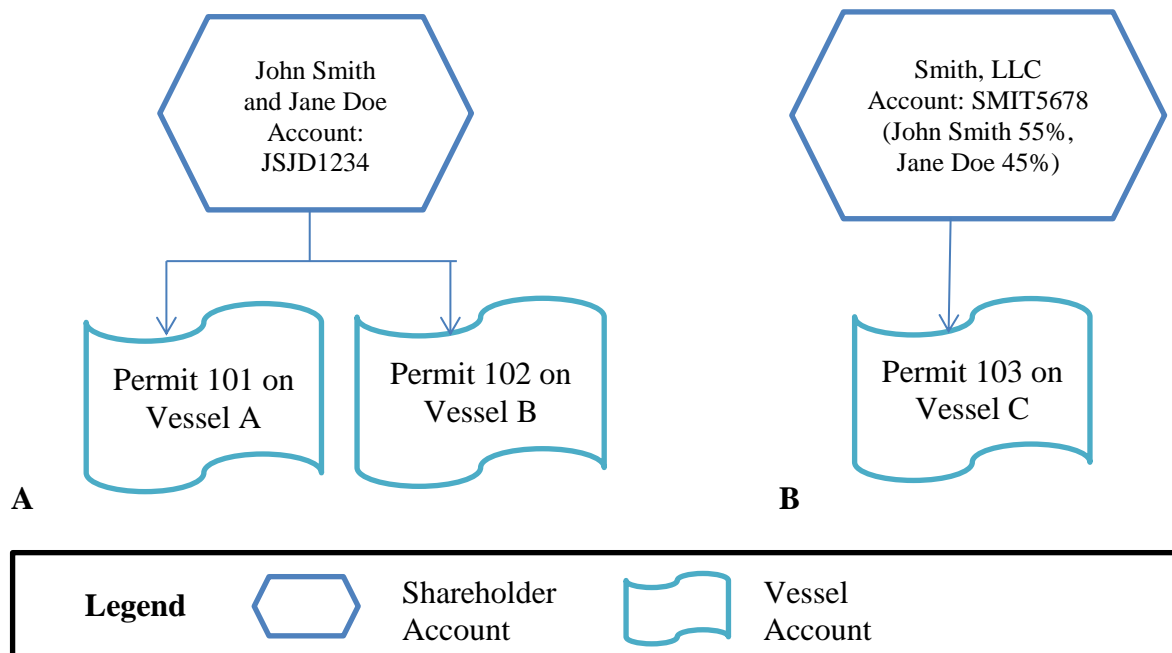 John Smith
and Jane Doe
Account:
JSJD1234
Smith, LLC
Account: SMIT5678
(John Smith 55%,
Jane Doe 45%)
Permit 101 on
Vessel A
Permit 102 on
Vessel B
Permit 103 on
Vessel C
A
B
Legend
Shareholder
Account
Vessel
Account